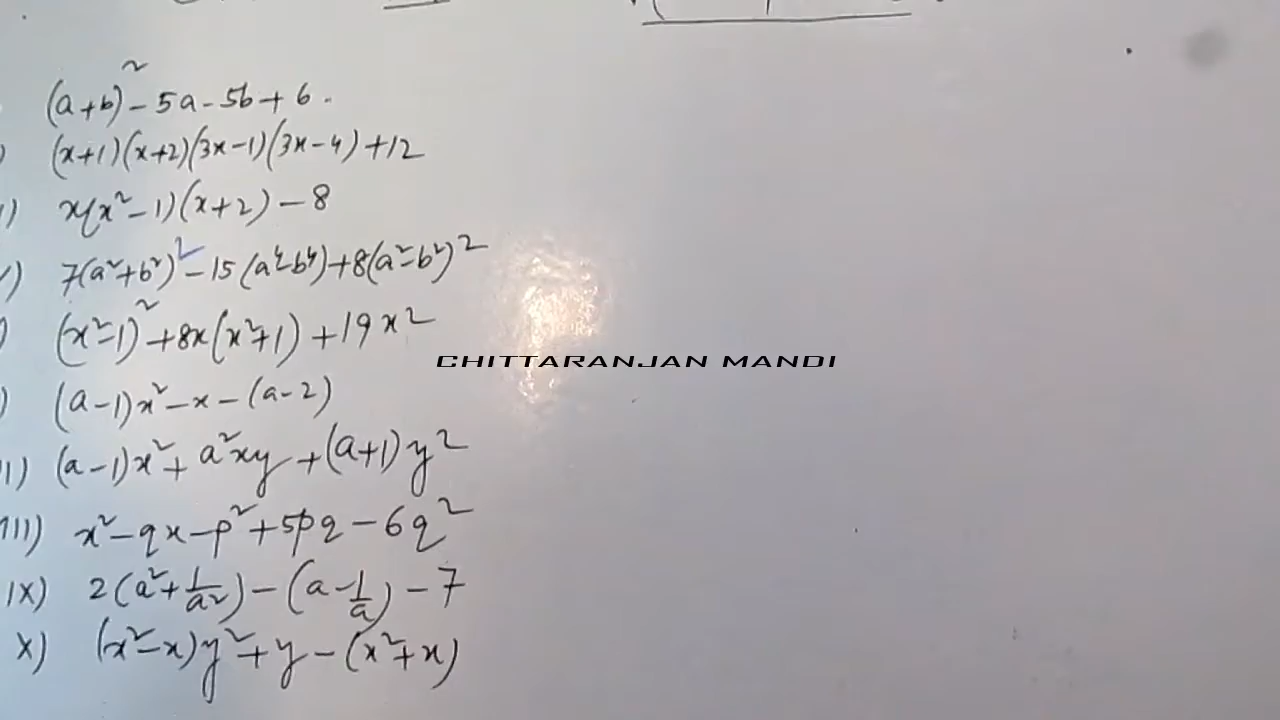 (a+b)² - 5a - 5b + 6.
) (x+1)(x+2)(3x-1)(3x-4) + 12
) x(x²-1)(x+2) - 8
) 7(a²+b²)² - 15(a⁴-b⁴) + 8(a²-b²)²
) (x²-1)² + 8x(x²+1) + 19x²
CHITTARANJAN MANDI
) (a-1)x² - x - (a-2)
II) (a-1)x² + a²xy + (a+1)y²
III) x² - qx - p² + 5pq - 6q²
IX) 2(a² + 1/a²) - (a - 1/a) - 7
X) (x²-x)y² + y - (x²+x)